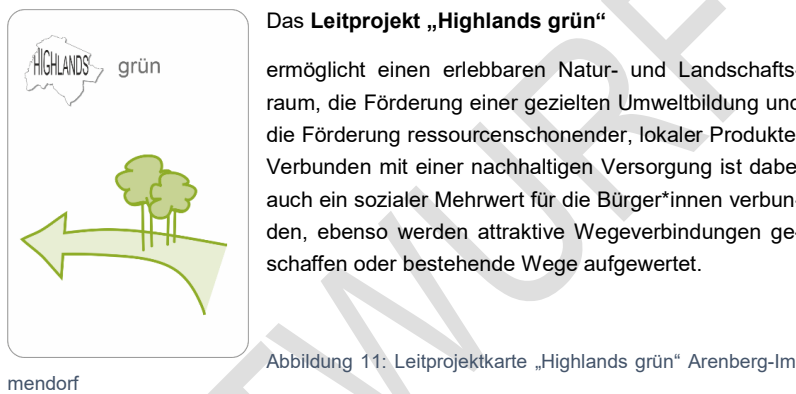 HIGHLANDS grün
Das Leitprojekt „Highlands grün“
ermöglicht einen erlebbaren Natur- und Landschafts-
raum, die Förderung einer gezielten Umweltbildung und
die Förderung ressourcenschonender, lokaler Produkte
Verbunden mit einer nachhaltigen Versorgung ist dabe
auch ein sozialer Mehrwert für die Bürger*innen verbun-
den, ebenso werden attraktive Wegeverbindungen ge-
schaffen oder bestehende Wege aufgewertet.
Abbildung 11: Leitprojektkarte „Highlands grün“ Arenberg-Im
mendorf